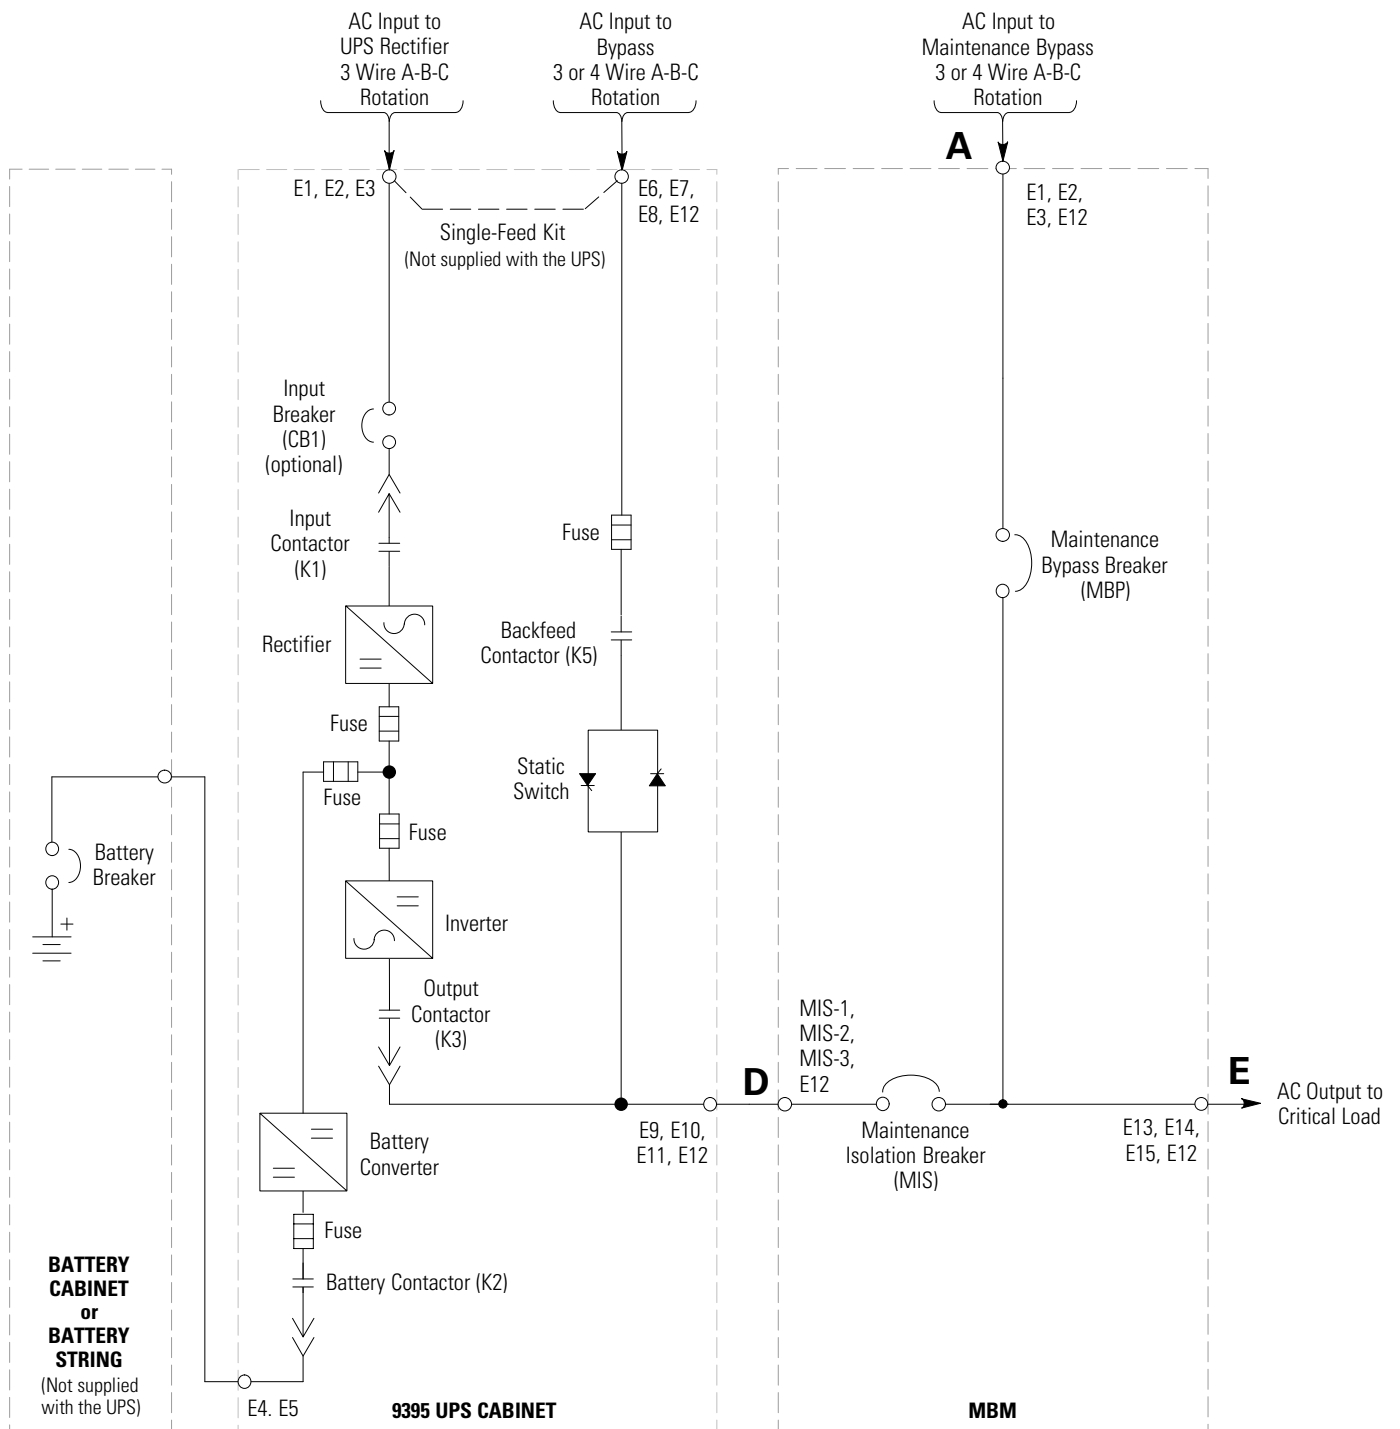 AC Input to
UPS Rectifier
3 Wire A-B-C
Rotation
AC Input to
Bypass
3 or 4 Wire A-B-C
Rotation
AC Input to
Maintenance Bypass
3 or 4 Wire A-B-C
Rotation
A
E1, E2, E3
E6, E7,
E8, E12
E1, E2,
E3, E12
Single-Feed Kit
(Not supplied with the UPS)
Input
Breaker
(CB1)
(optional)
Input
Contactor
(K1)
Fuse
Maintenance
Bypass Breaker
(MBP)
Rectifier
Backfeed
Contactor (K5)
Fuse
Static
Switch
Fuse
Fuse
Battery
Breaker
+
Inverter
Output
Contactor
(K3)
MIS-1,
MIS-2,
MIS-3,
E12
D
E
AC Output to
Critical Load
E9, E10,
E11, E12
Maintenance
Isolation Breaker
(MIS)
E13, E14,
E15, E12
Battery
Converter
Fuse
Battery Contactor (K2)
BATTERY
CABINET
or
BATTERY
STRING
(Not supplied
with the UPS)
E4. E5
9395 UPS CABINET
MBM